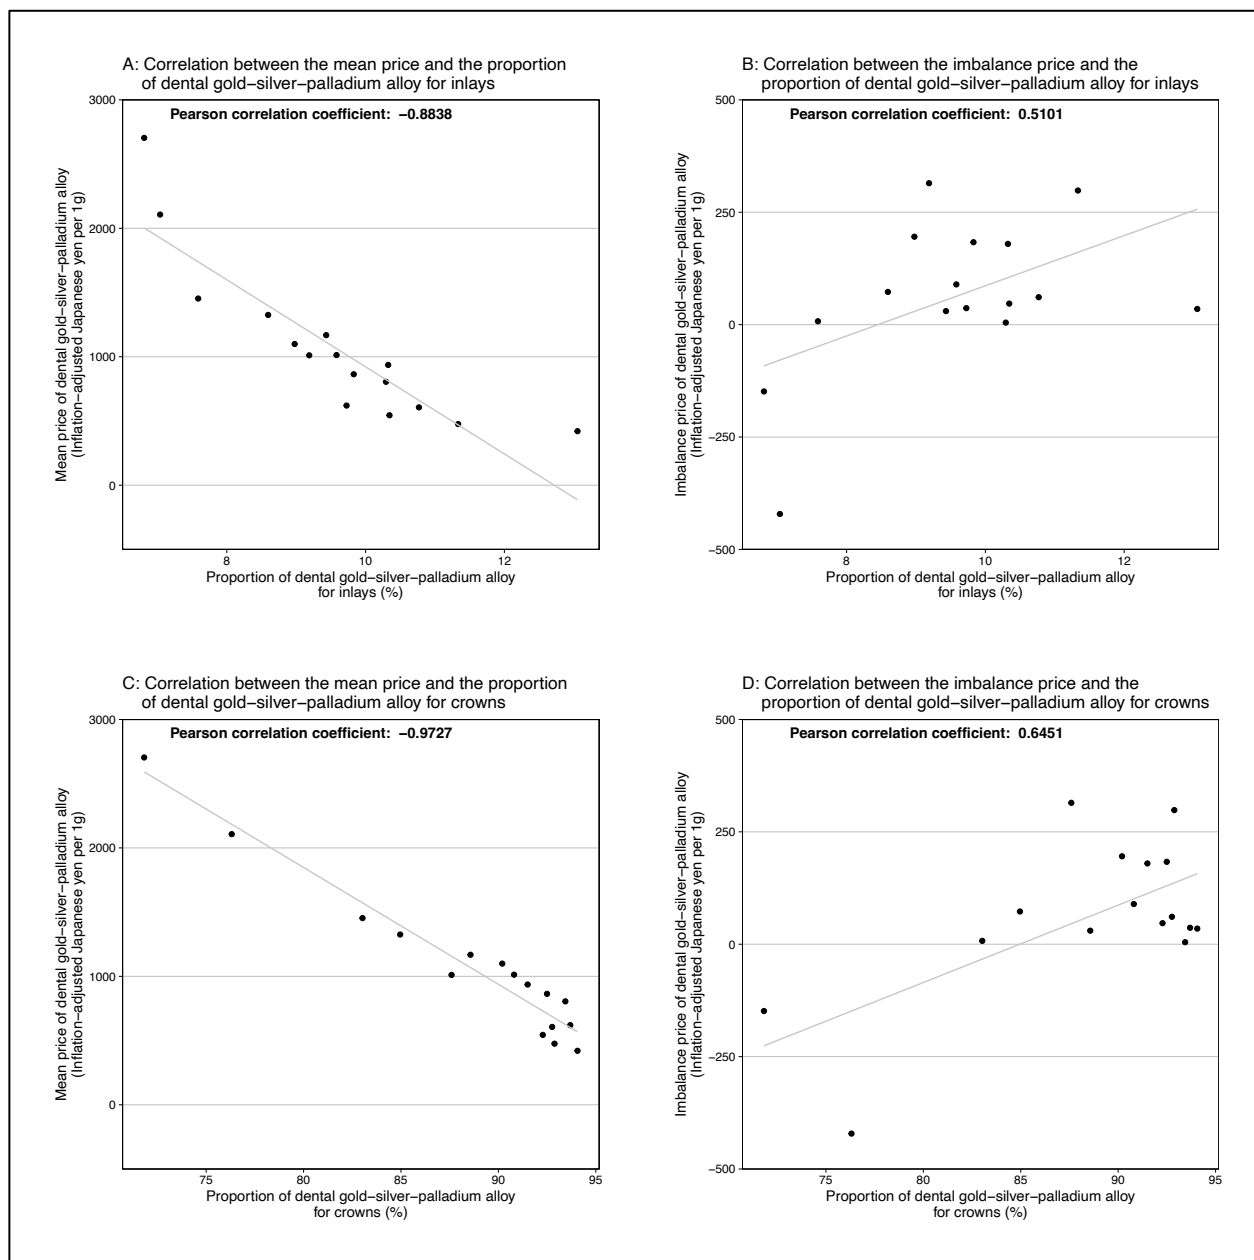 A: Correlation between the mean price and the proportion
of dental gold−silver−palladium alloy for inlays
Pearson correlation coefficient: −0.8838
3000
2000
1000
0
Mean price of dental gold−silver−palladium alloy
(Inflation−adjusted Japanese yen per 1g)
8
10
12
Proportion of dental gold−silver−palladium alloy
for inlays (%)
B: Correlation between the imbalance price and the
proportion of dental gold−silver−palladium alloy for inlays
Pearson correlation coefficient: 0.5101
500
250
0
−250
−500
Imbalance price of dental gold−silver−palladium alloy
(Inflation−adjusted Japanese yen per 1g)
8
10
12
Proportion of dental gold−silver−palladium alloy
for inlays (%)
C: Correlation between the mean price and the proportion
of dental gold−silver−palladium alloy for crowns
Pearson correlation coefficient: −0.9727
3000
2000
1000
0
Mean price of dental gold−silver−palladium alloy
(Inflation−adjusted Japanese yen per 1g)
75
80
85
90
95
Proportion of dental gold−silver−palladium alloy
for crowns (%)
D: Correlation between the imbalance price and the
proportion of dental gold−silver−palladium alloy for crowns
Pearson correlation coefficient: 0.6451
500
250
0
−250
−500
Imbalance price of dental gold−silver−palladium alloy
(Inflation−adjusted Japanese yen per 1g)
75
80
85
90
95
Proportion of dental gold−silver−palladium alloy
for crowns (%)